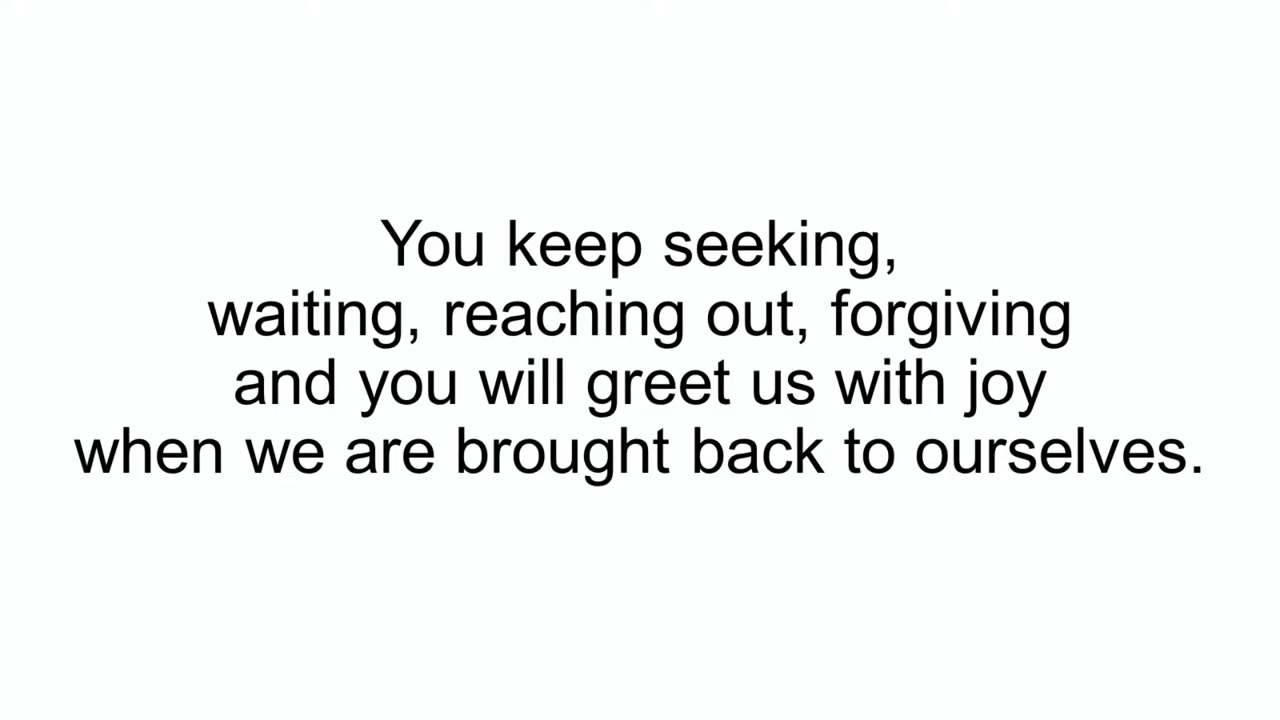 You keep seeking,
waiting, reaching out, forgiving
and you will greet us with joy
when we are brought back to ourselves.